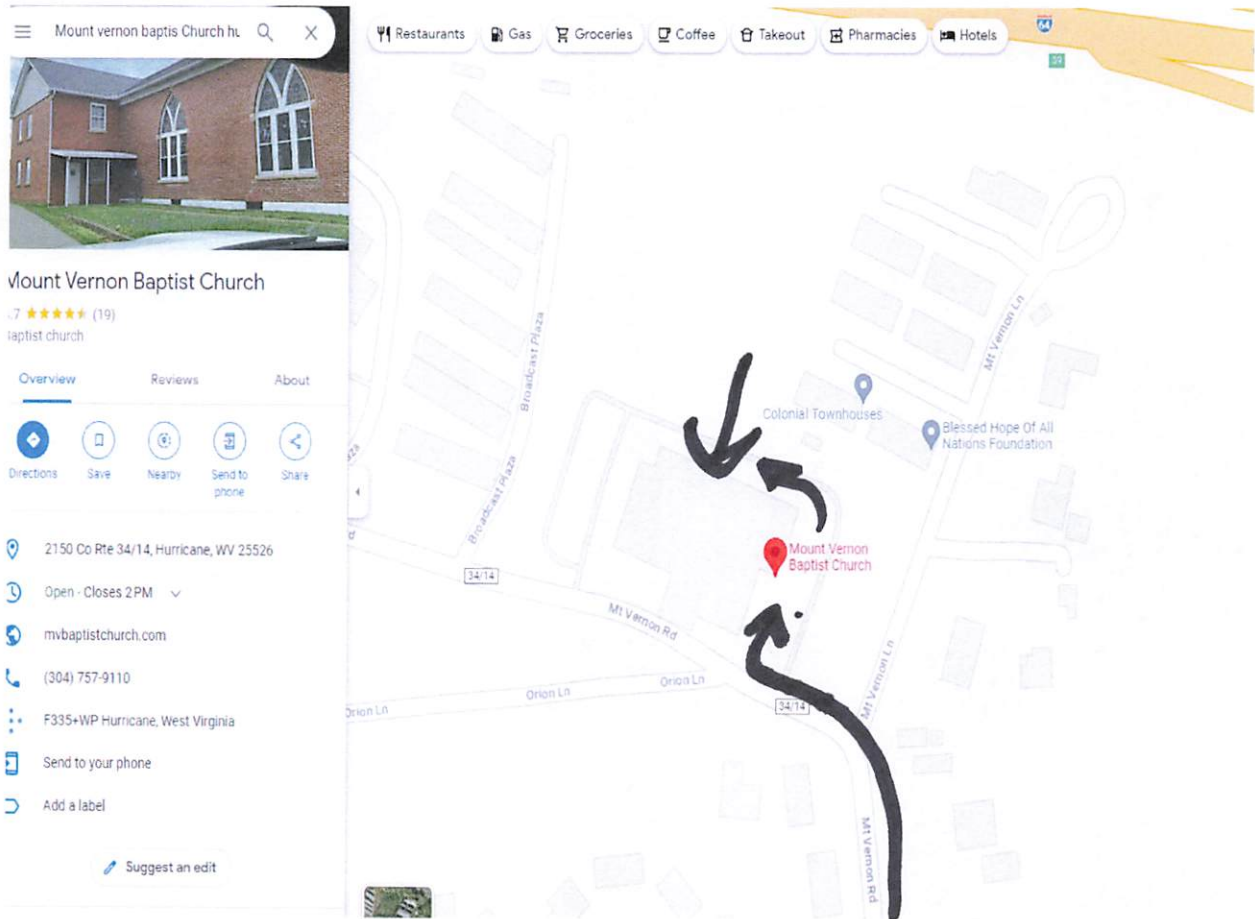 Mount vernon baptis Church hu
Restaurants
Gas
Groceries
Coffee
Takeout
Pharmacies
Hotels
64
39
Mount Vernon Baptist Church
.7 (19)
aptist church
Overview
Reviews
About
Directions
Save
Nearby
Send to
phone
Share
2150 Co Rte 34/14, Hurricane, WV 25526
Open - Closes 2 PM
mvbaptistchurch.com
(304) 757-9110
F335+WP Hurricane, West Virginia
Send to your phone
Add a label
Suggest an edit
Broadcast Plaza
Broadcast Plaza
aza
d
Mt Vernon Ln
Colonial Townhouses
Blessed Hope Of All
Nations Foundation
Mount Vernon
Baptist Church
34/14
Mt Vernon Rd
Orion Ln
Orion Ln
Orion Ln
34/14
Mt Vernon Ln
Mt Vernon Rd